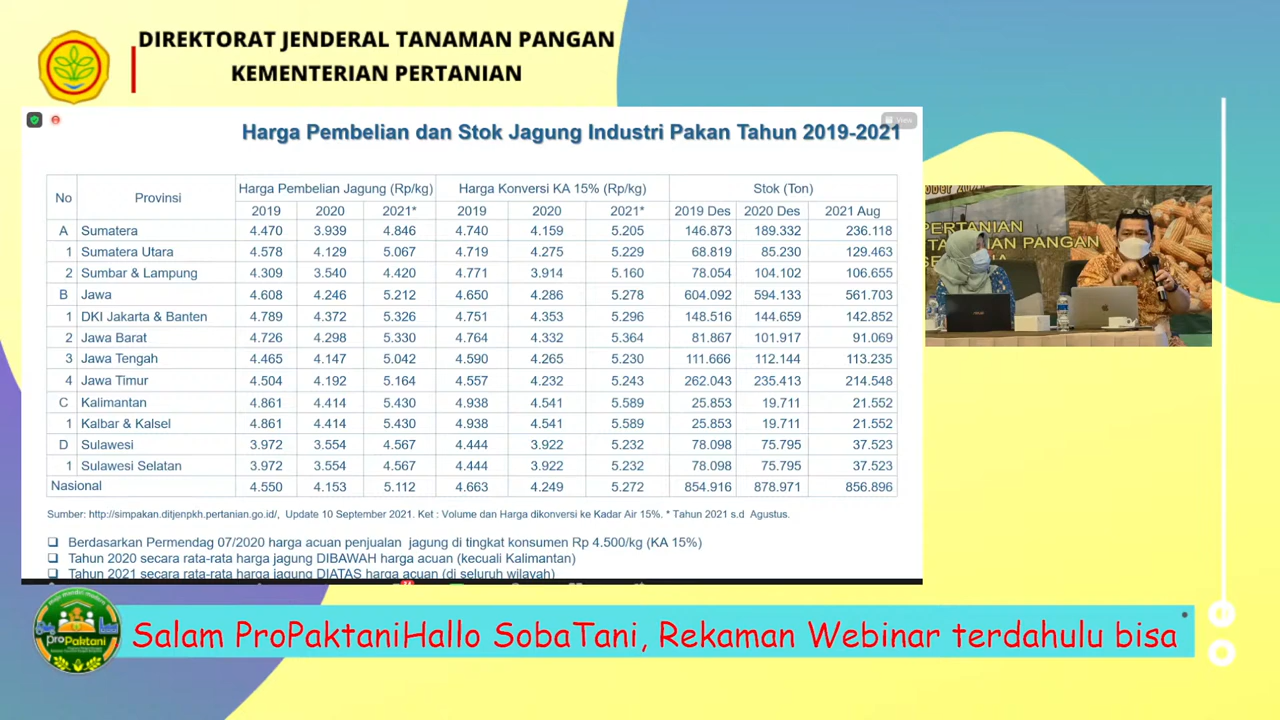 DIREKTORAT JENDERAL TANAMAN PANGAN
KEMENTERIAN PERTANIAN
View
Harga Pembelian dan Stok Jagung Industri Pakan Tahun 2019-2021
No Provinsi Harga Pembelian Jagung (Rp/kg) Harga Konversi KA 15% (Rp/kg) Stok (Ton)
2019 2020 2021* 2019 2020 2021* 2019 Des 2020 Des 2021 Aug
A Sumatera 4.470 3.939 4.846 4.740 4.159 5.205 146.873 189.332 236.118
1 Sumatera Utara 4.578 4.129 5.067 4.719 4.275 5.229 68.819 85.230 129.463
2 Sumbar & Lampung 4.309 3.540 4.420 4.771 3.914 5.160 78.054 104.102 106.655
B Jawa 4.608 4.246 5.212 4.650 4.286 5.278 604.092 594.133 561.703
1 DKI Jakarta & Banten 4.789 4.372 5.326 4.751 4.353 5.296 148.516 144.659 142.852
2 Jawa Barat 4.726 4.298 5.330 4.764 4.332 5.364 81.867 101.917 91.069
3 Jawa Tengah 4.465 4.147 5.042 4.590 4.265 5.230 111.666 112.144 113.235
4 Jawa Timur 4.504 4.192 5.164 4.557 4.232 5.243 262.043 235.413 214.548
C Kalimantan 4.861 4.414 5.430 4.938 4.541 5.589 25.853 19.711 21.552
1 Kalbar & Kalsel 4.861 4.414 5.430 4.938 4.541 5.589 25.853 19.711 21.552
D Sulawesi 3.972 3.554 4.567 4.444 3.922 5.232 78.098 75.795 37.523
1 Sulawesi Selatan 3.972 3.554 4.567 4.444 3.922 5.232 78.098 75.795 37.523
Nasional 4.550 4.153 5.112 4.663 4.249 5.272 854.916 878.971 856.896
Sumber: http://simpakan.ditjenpkh.pertanian.go.id/, Update 10 September 2021. Ket : Volume dan Harga dikonversi ke Kadar Air 15%. * Tahun 2021 s.d Agustus.
Berdasarkan Permendag 07/2020 harga acuan penjualan jagung di tingkat konsumen Rp 4.500/kg (KA 15%)
Tahun 2020 secara rata-rata harga jagung DIBAWAH harga acuan (kecuali Kalimantan)
Tahun 2021 secara rata-rata harga jagung DIATAS harga acuan (di seluruh wilayah)
PERTANIAN
PANGAN
proPaktani
Salam ProPaktaniHallo SobaTani, Rekaman Webinar terdahulu bisa